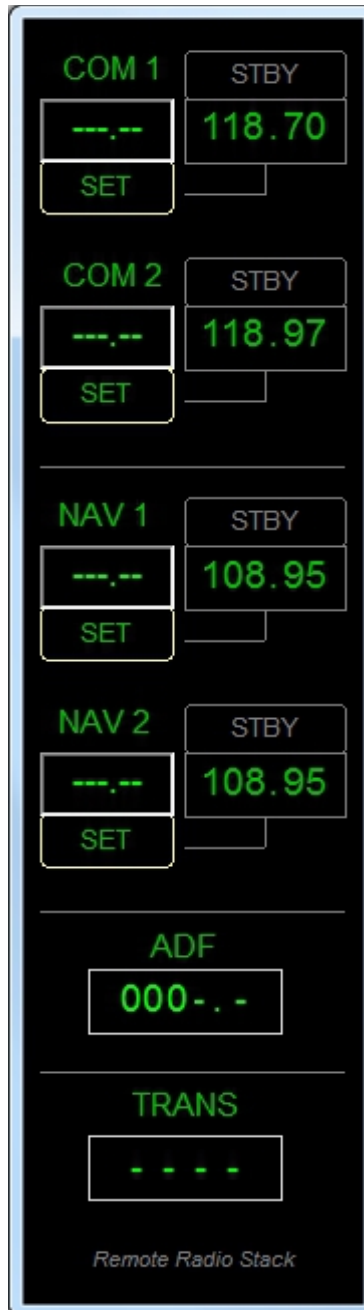 COM 1 STBY
---.-- 118.70
SET
COM 2 STBY
---.-- 118.97
SET
NAV 1 STBY
---.-- 108.95
SET
NAV 2 STBY
---.-- 108.95
SET
ADF
000-.-
TRANS
- - - -
Remote Radio Stack